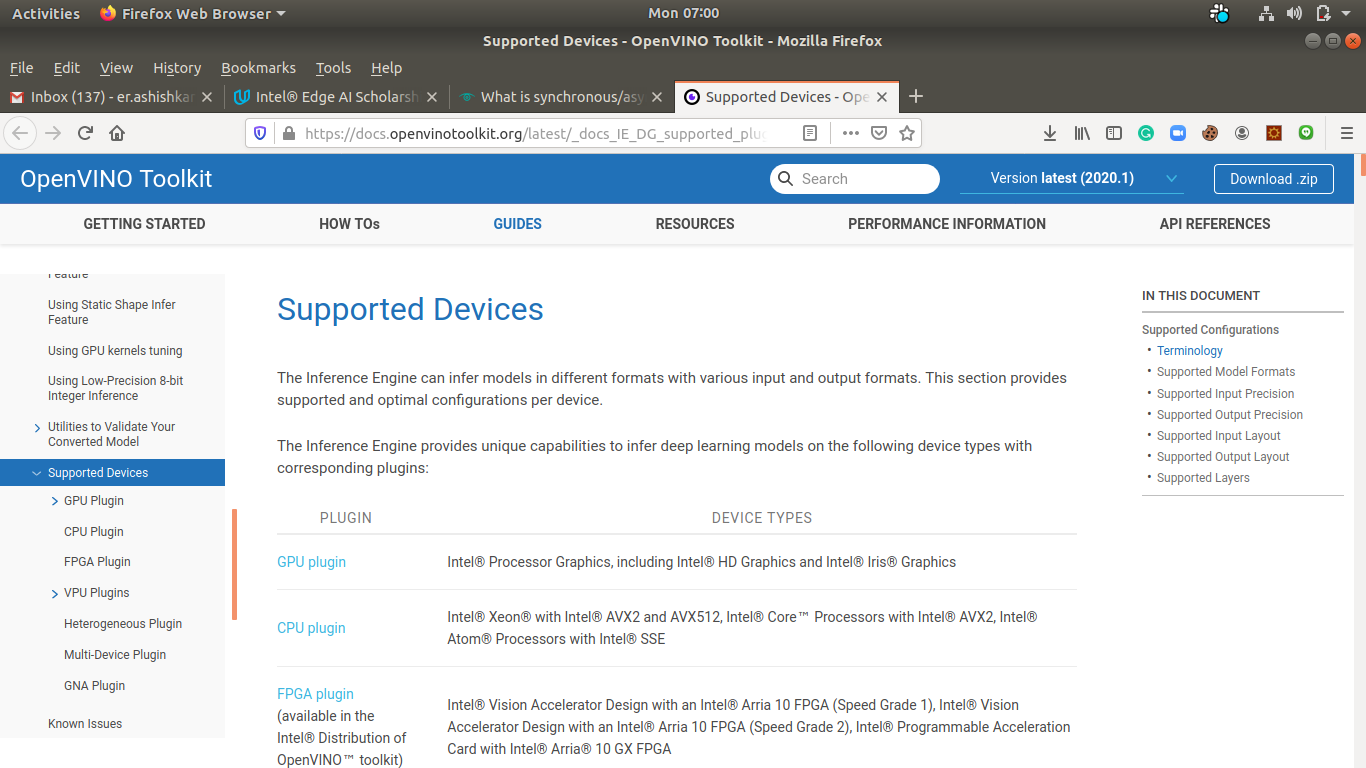 Activities Firefox Web Browser Mon 07:00
Supported Devices - OpenVINO Toolkit - Mozilla Firefox
File Edit View History Bookmarks Tools Help
Inbox (137) - er.ashishkar Intel® Edge AI Scholarsh What is synchronous/asy Supported Devices - Ope
https://docs.openvinotoolkit.org/latest/_docs_IE_DG_supported_plu
OpenVINO Toolkit Search Version latest (2020.1) Download .zip
GETTING STARTED HOW TOs GUIDES RESOURCES PERFORMANCE INFORMATION API REFERENCES
Feature
Using Static Shape Infer
Feature
Using GPU kernels tuning
Using Low-Precision 8-bit
Integer Inference
Utilities to Validate Your
Converted Model
Supported Devices
GPU Plugin
CPU Plugin
FPGA Plugin
VPU Plugins
Heterogeneous Plugin
Multi-Device Plugin
GNA Plugin
Known Issues
Supported Devices
The Inference Engine can infer models in different formats with various input and output formats. This section provides
supported and optimal configurations per device.
The Inference Engine provides unique capabilities to infer deep learning models on the following device types with
corresponding plugins:
PLUGIN DEVICE TYPES
GPU plugin Intel® Processor Graphics, including Intel® HD Graphics and Intel® Iris® Graphics
CPU plugin Intel® Xeon® with Intel® AVX2 and AVX512, Intel® Core™ Processors with Intel® AVX2, Intel®
Atom® Processors with Intel® SSE
FPGA plugin
(available in the
Intel® Distribution of
OpenVINO™ toolkit)
Intel® Vision Accelerator Design with an Intel® Arria 10 FPGA (Speed Grade 1), Intel® Vision
Accelerator Design with an Intel® Arria 10 FPGA (Speed Grade 2), Intel® Programmable Acceleration
Card with Intel® Arria® 10 GX FPGA
IN THIS DOCUMENT
Supported Configurations
Terminology
Supported Model Formats
Supported Input Precision
Supported Output Precision
Supported Input Layout
Supported Output Layout
Supported Layers